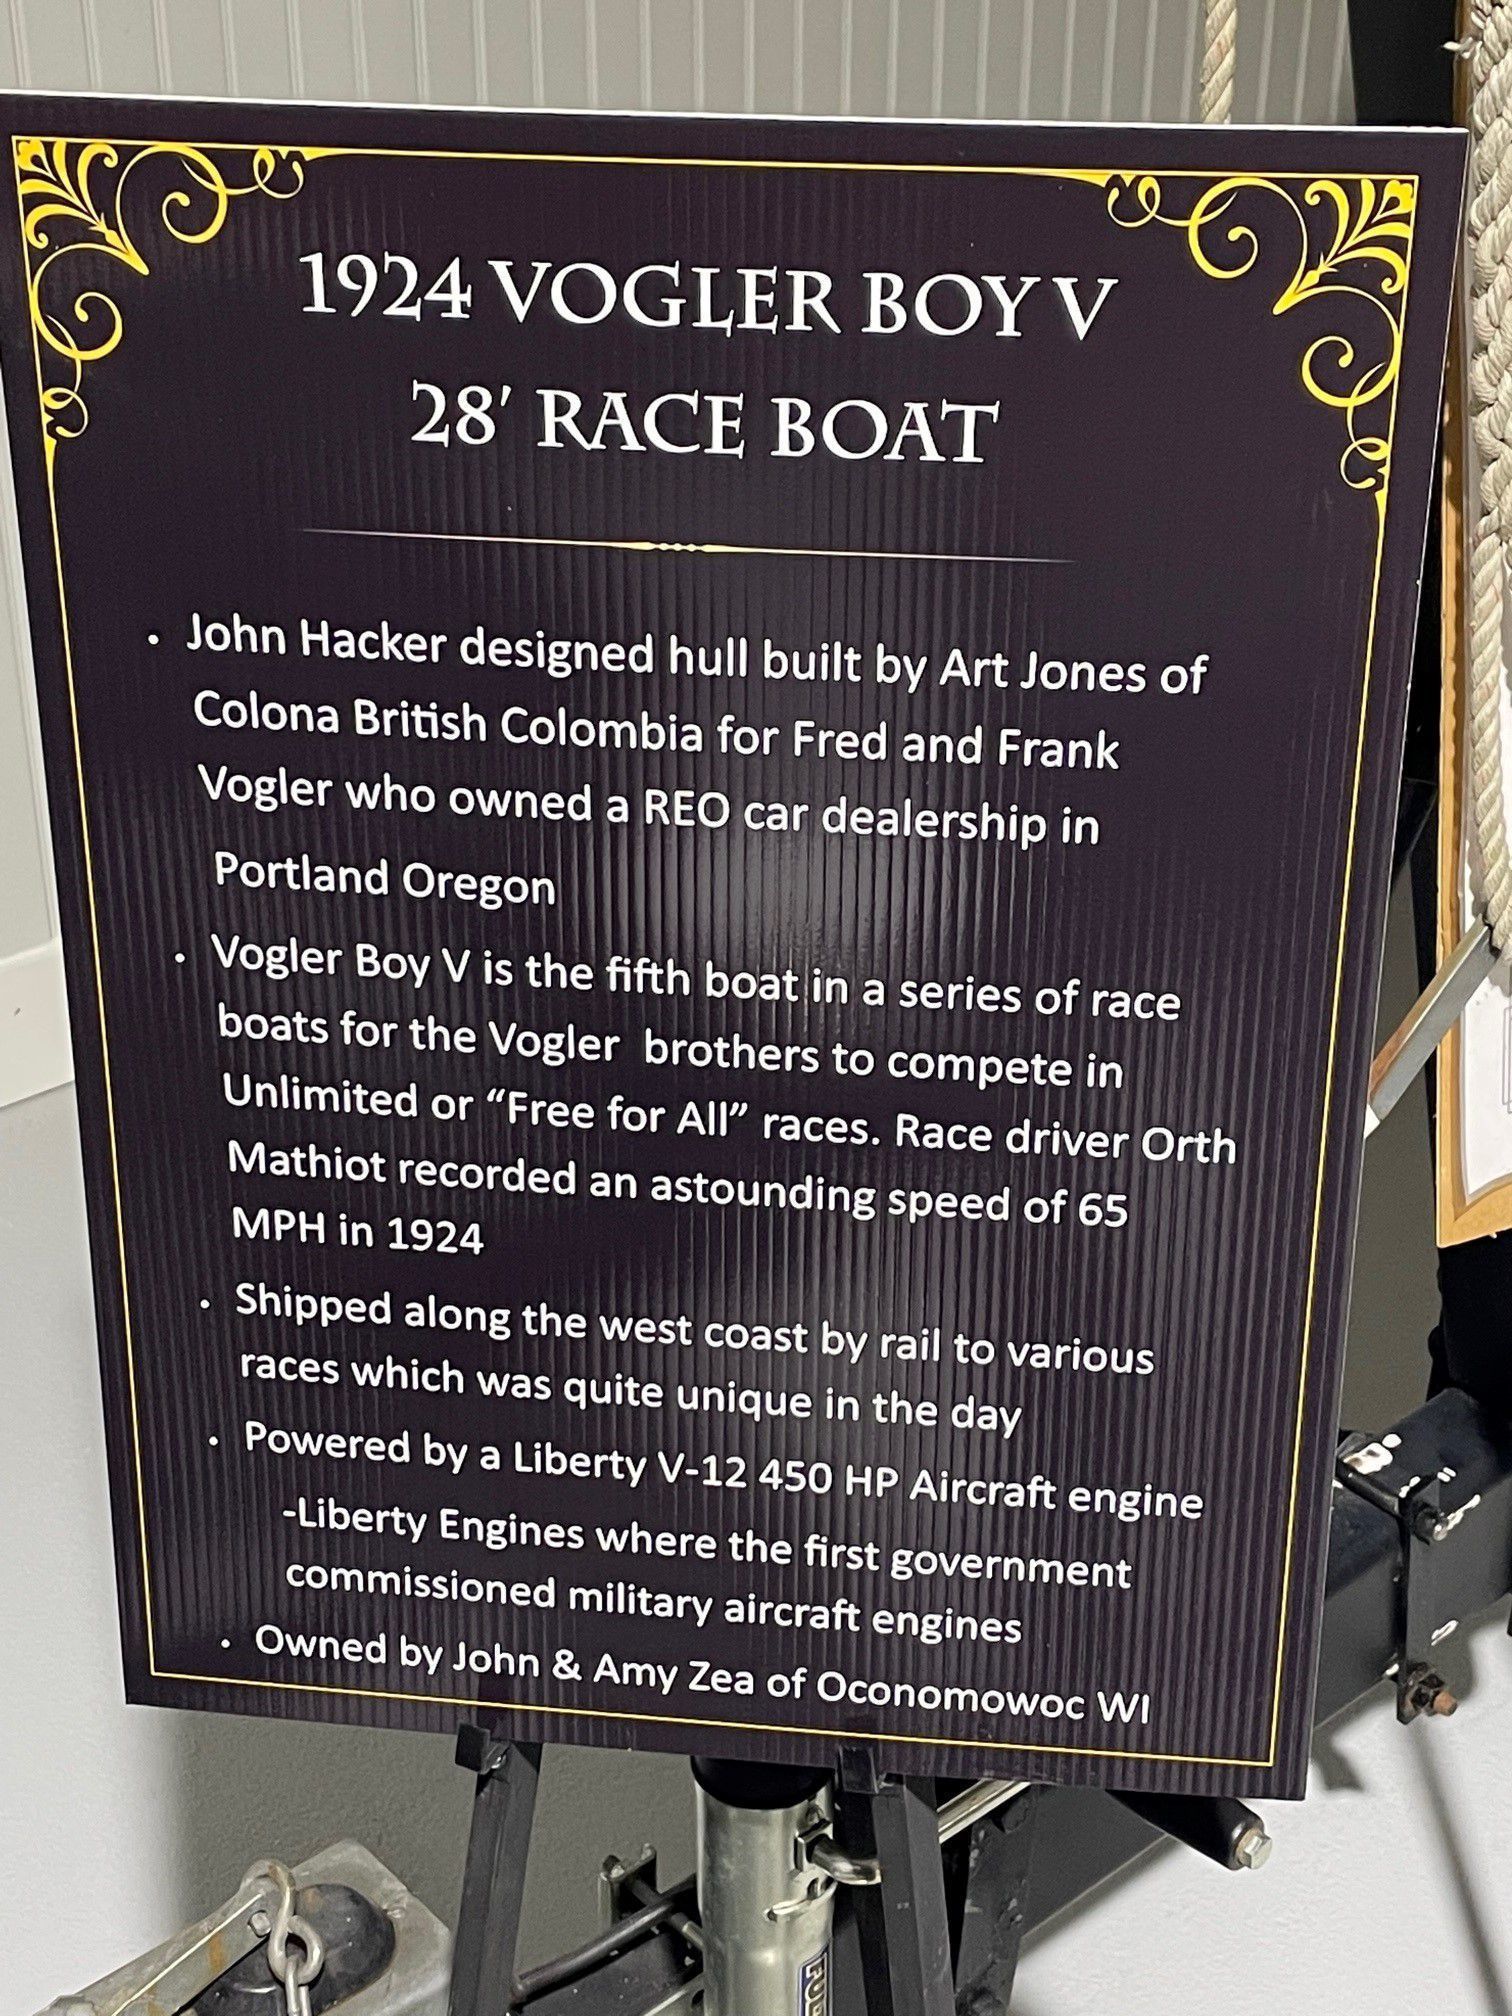 1924 VOGLER BOY V
28' RACE BOAT
• John Hacker designed hull built by Art Jones of
Colona British Colombia for Fred and Frank
Vogler who owned a REO car dealership in
Portland Oregon
• Vogler Boy V is the fifth boat in a series of race
boats for the Vogler brothers to compete in
Unlimited or “Free for All” races. Race driver Orth
Mathiot recorded an astounding speed of 65
MPH in 1924
• Shipped along the west coast by rail to various
races which was quite unique in the day
• Powered by a Liberty V-12 450 HP Aircraft engine
-Liberty Engines where the first government
commissioned military aircraft engines
• Owned by John & Amy Zea of Oconomowoc WI